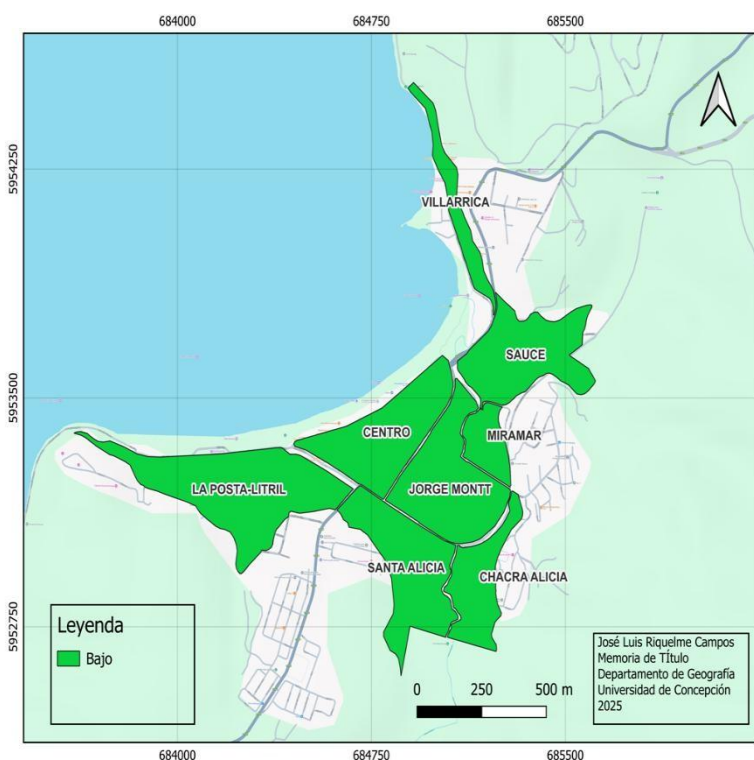 684000
684750
685500
5954250
VILLARRICA
SAUCE
5953500
CENTRO
MIRAMAR
LA POSTA-LITRIL
JORGE MONTT
SANTA ALICIA
CHACRA ALICIA
5952750
Leyenda
Bajo
0
250
500 m
José Luis Riquelme Campos
Memoria de TÍtulo
Departamento de Geografía
Universidad de Concepción
2025
684000
684750
685500